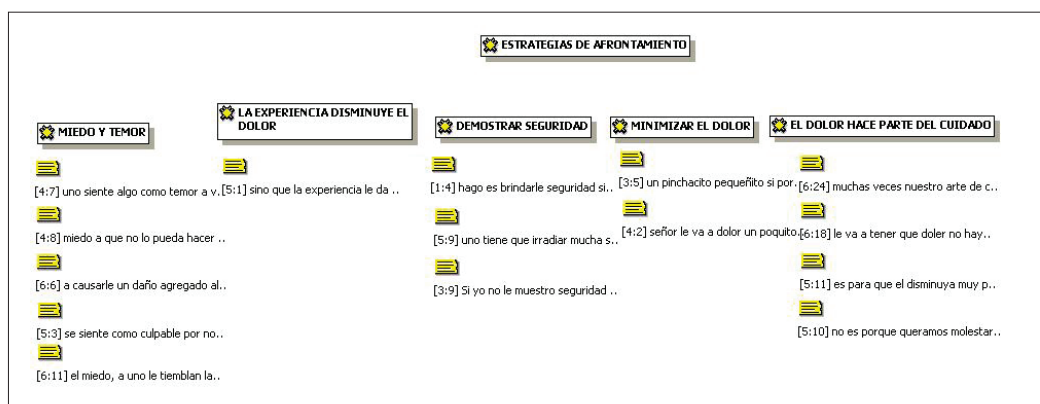 ESTRATEGIAS DE AFRONTAMIENTO
MIEDO Y TEMOR
[4:7] uno siente algo como temor a v..
[4:8] miedo a que no lo pueda hacer ..
[6:6] a causarle un daño agregado al..
[5:3] se siente como culpable por no..
[6:11] el miedo, a uno le tiemblan la..
LA EXPERIENCIA DISMINUYE EL
DOLOR
[5:1] sino que la experiencia le da ..
DEMOSTRAR SEGURIDAD
[1:4] hago es brindarle seguridad si..
[5:9] uno tiene que irradiar mucha s..
[3:9] Si yo no le muestro seguridad ..
MINIMIZAR EL DOLOR
[3:5] un pinchacito pequeñito si por..
[4:2] señor le va a dolor un poquito..
EL DOLOR HACE PARTE DEL CUIDADO
[6:24] muchas veces nuestro arte de c..
[6:18] le va a tener que doler no hay..
[5:11] es para que el disminuya muy p..
[5:10] no es porque queramos molestar..